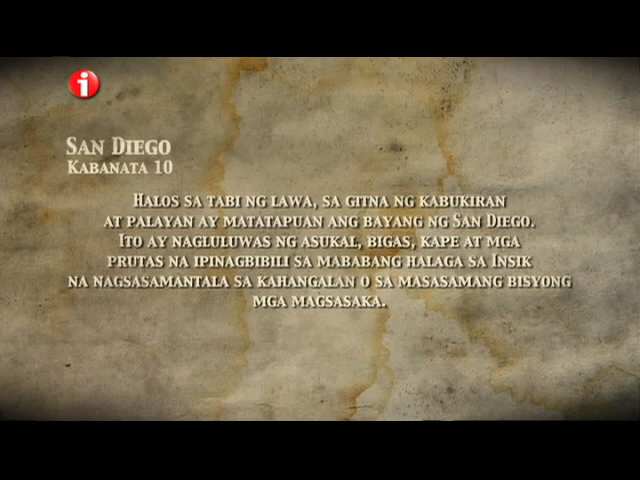 i
San Diego
Kabanata 10
Halos sa tabi ng lawa, sa gitna ng kabukiran
at palayan ay matatapuan ang bayang ng San Diego.
Ito ay nagluluwas ng asukal, bigas, kape at mga
prutas na ipinagbibili sa mababang halaga sa Insik
na nagsasamantala sa kahangalan o sa masasamang bisyong
mga magsasaka.